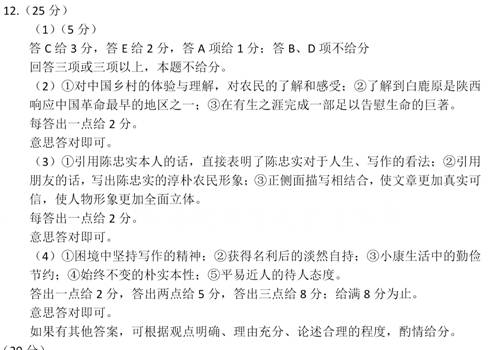 12.（25 分）
（1）（5 分）
答 C 给 3 分，答 E 给 2 分，答 A 项给 1 分；答 B、D 项不给分
回答三项或三项以上，本题不给分。
（2）①对中国乡村的体验与理解，对农民的了解和感受；②了解到白鹿原是陕西
响应中国革命最早的地区之一；③在有生之涯完成一部足以告慰生命的巨著。
每答出一点给 2 分。
意思答对即可。
（3）①引用陈忠实本人的话，直接表明了陈忠实对于人生、写作的看法；②引用
朋友的话，写出陈忠实的淳朴农民形象；③正侧面描写相结合，使文章更加真实可
信，使人物形象更加全面立体。
每答出一点给 2 分。
意思答对即可。
（4）①困境中坚持写作的精神；②获得名利后的淡然自持；③小康生活中的勤俭
节约；④始终不变的朴实本性；⑤平易近人的待人态度。
答出一点给 2 分，答出两点给 5 分，答出三点给 8 分；给满 8 分为止。
意思答对即可。
如果有其他答案，可根据观点明确、理由充分、论述合理的程度，酌情给分。